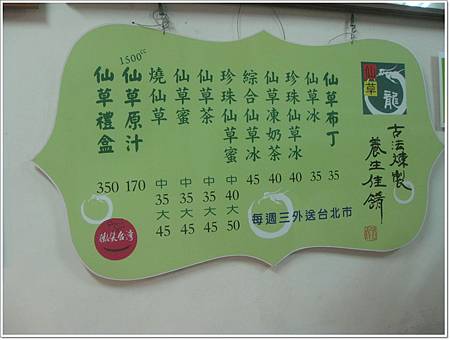 仙草
龍
古法煉製
養生佳餚
仙草布丁 35
仙草冰 35
珍珠仙草冰 40
仙草凍奶茶 40
綜合仙草冰 45
珍珠仙草蜜 中40大50
仙草茶 中35大45
仙草蜜 中35大45
燒仙草 中35大45
1500cc
仙草原汁 170
仙草禮盒 350
每週三外送台北市
微笑台灣